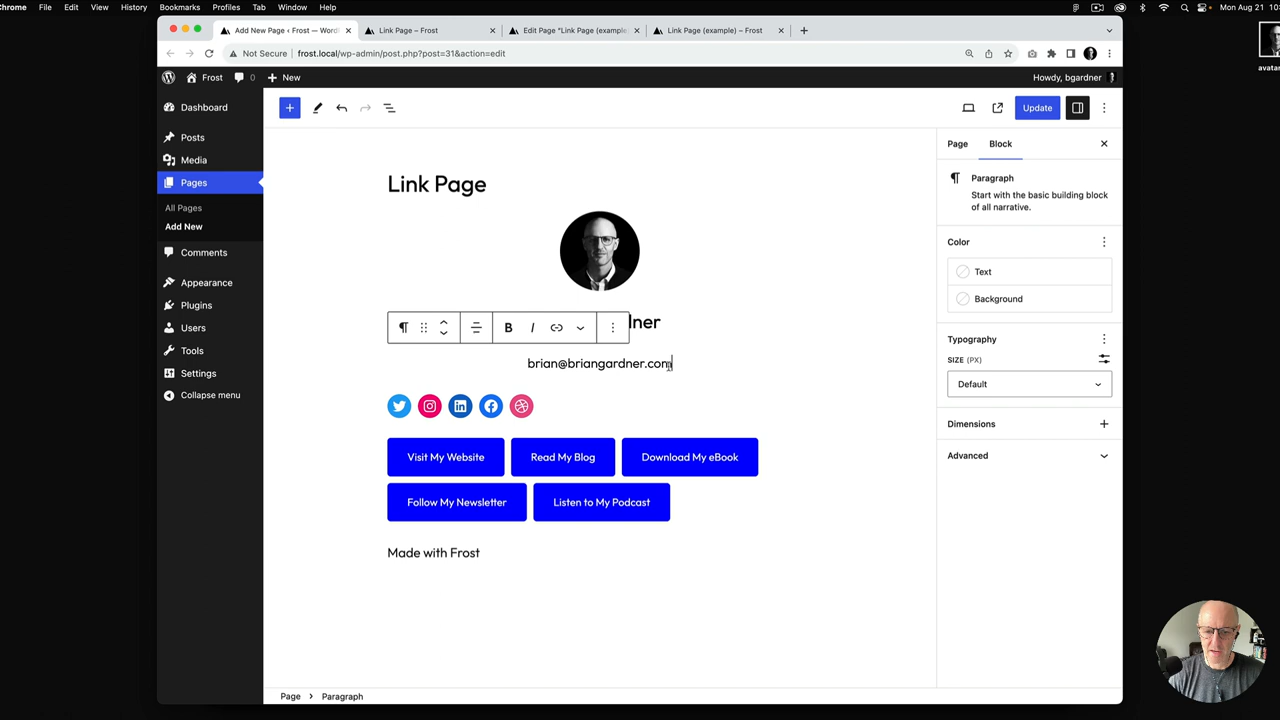 Chrome File Edit View History Bookmarks Profiles Tab Window Help Mon Aug 21
Add New Page ‹ Frost — Word
Link Page – Frost
Edit Page "Link Page (example)
Link Page (example) – Frost
Not Secure frost.local/wp-admin/post.php?post=31&action=edit
Frost 0 New Howdy, bgardner
avatar
Dashboard
Posts
Media
Pages
All Pages
Add New
Comments
Appearance
Plugins
Users
Tools
Settings
Collapse menu
Update
Link Page
B I
brian@briangardner.com
Visit My Website
Read My Blog
Download My eBook
Follow My Newsletter
Listen to My Podcast
Made with Frost
Page Block
Paragraph
Start with the basic building block
of all narrative.
Color
Text
Background
Typography
SIZE (PX)
Default
Dimensions
Advanced
Page › Paragraph